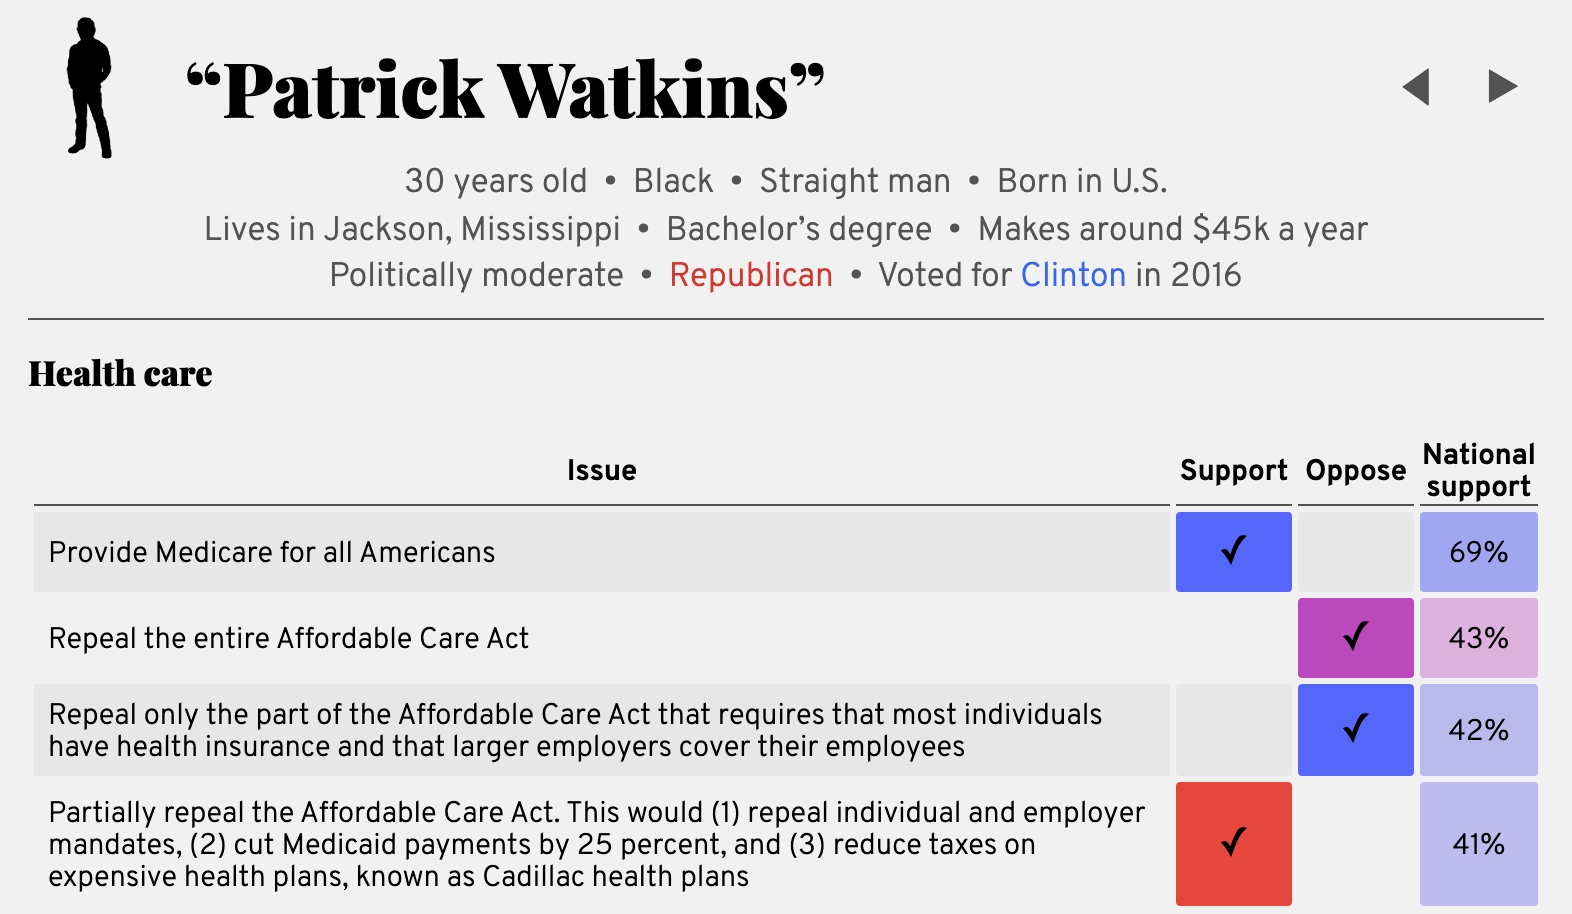 “Patrick Watkins”
30 years old • Black • Straight man • Born in U.S.
Lives in Jackson, Mississippi • Bachelor’s degree • Makes around $45k a year
Politically moderate • Republican • Voted for Clinton in 2016
Health care
Issue Support Oppose National support
Provide Medicare for all Americans ✓ 69%
Repeal the entire Affordable Care Act ✓ 43%
Repeal only the part of the Affordable Care Act that requires that most individuals
have health insurance and that larger employers cover their employees ✓ 42%
Partially repeal the Affordable Care Act. This would (1) repeal individual and employer
mandates, (2) cut Medicaid payments by 25 percent, and (3) reduce taxes on
expensive health plans, known as Cadillac health plans ✓ 41%